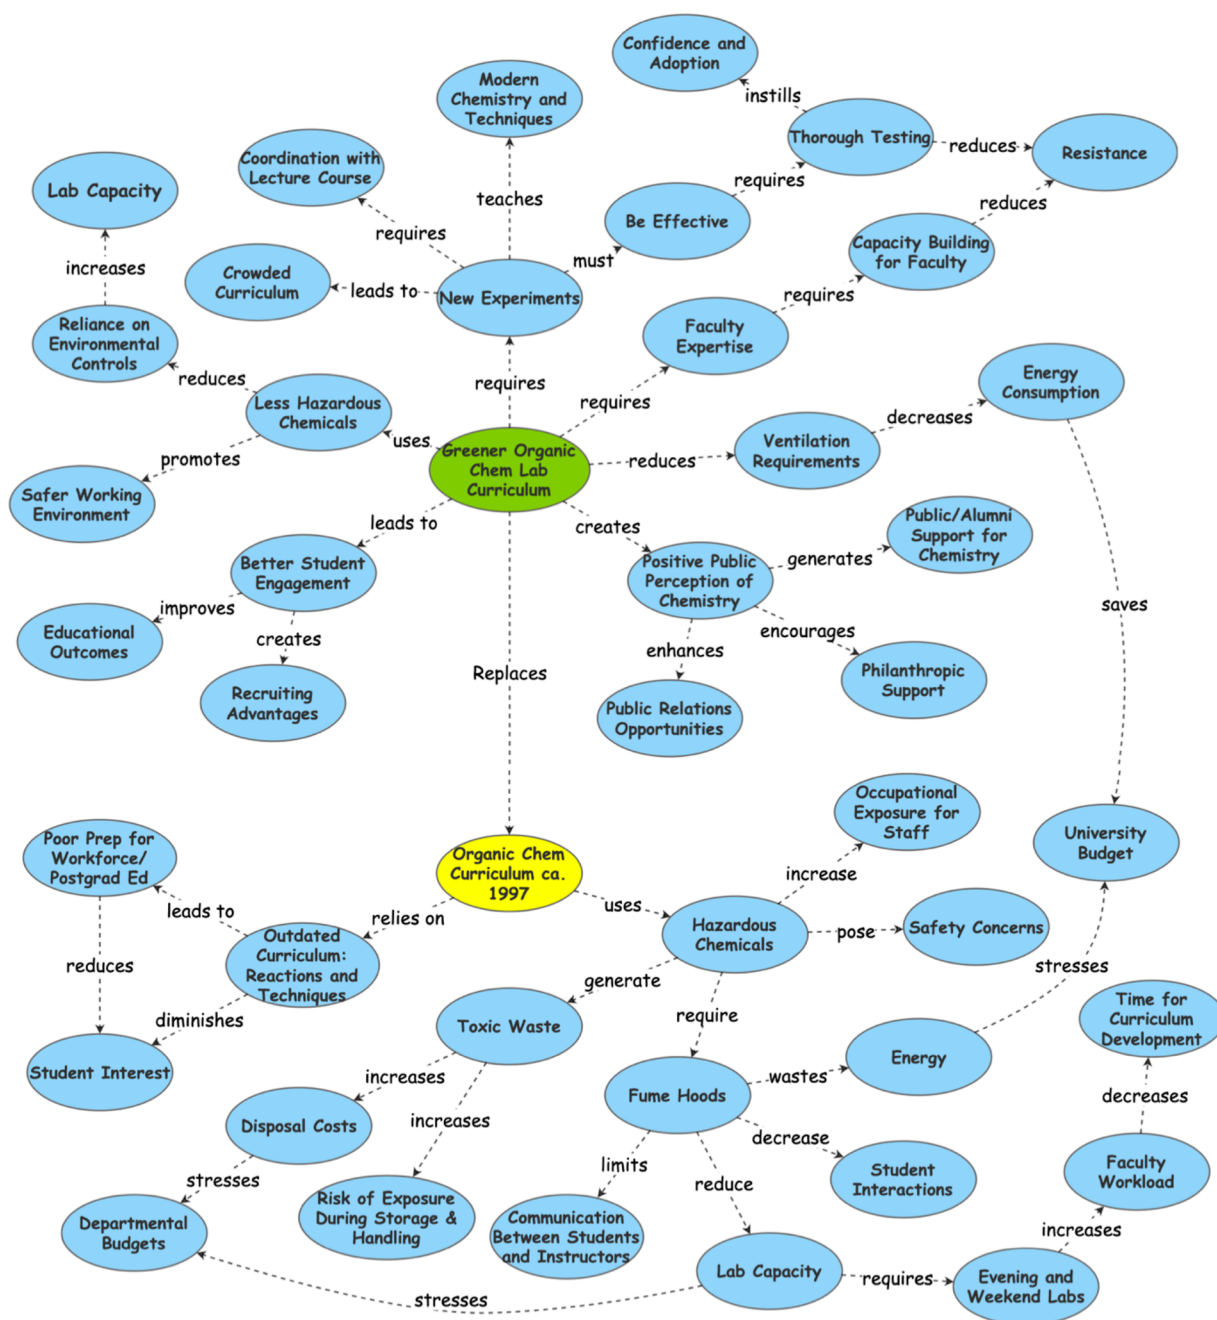 Confidence and
Adoption
Modern
Chemistry and
Techniques
instills
Thorough Testing
reduces
Resistance
Coordination with
Lecture Course
Lab Capacity
teaches
requires
Be Effective
reduces
requires
Capacity Building
for Faculty
increases
Crowded
Curriculum
leads to
New Experiments
must
requires
Reliance on
Environmental
Controls
Faculty
Expertise
reduces
requires
requires
Energy
Consumption
Less Hazardous
Chemicals
uses
decreases
Greener Organic
Chem Lab
Curriculum
reduces
Ventilation
Requirements
promotes
Safer Working
Environment
leads to
creates
Public/Alumni
Support for
Chemistry
Better Student
Engagement
Positive Public
Perception of
Chemistry
generates
saves
improves
Educational
Outcomes
creates
encourages
enhances
Recruiting
Advantages
Replaces
Philanthropic
Support
Public Relations
Opportunities
Occupational
Exposure for
Staff
University
Budget
Poor Prep for
Workforce/
Postgrad Ed
Organic Chem
Curriculum ca.
1997
increase
leads to
relies on
uses
Hazardous
Chemicals
pose
Safety Concerns
Outdated
Curriculum:
Reactions and
Techniques
reduces
generate
stresses
diminishes
Toxic Waste
require
Time for
Curriculum
Development
Student Interest
increases
Energy
wastes
Fume Hoods
decreases
Disposal Costs
increases
decrease
stresses
limits
reduce
Student
Interactions
Faculty
Workload
Risk of Exposure
During Storage &
Handling
Departmental
Budgets
Communication
Between Students
and Instructors
increases
Lab Capacity
requires
Evening and
Weekend Labs
stresses